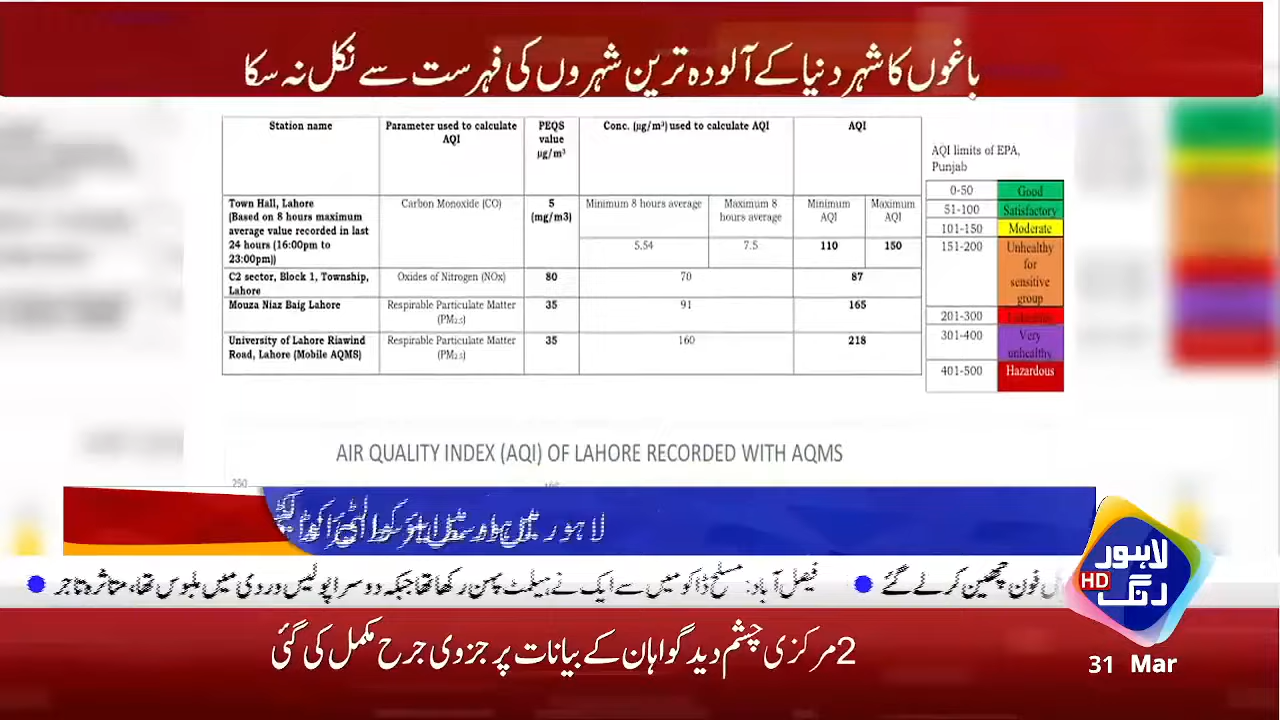 باغوں کا شہر دنیا کے آلودہ ترین شہروں کی فہرست سے نکل نہ سکا
Station name
Parameter used to calculate AQI
PEQS value µg/m³
Conc. (µg/m³) used to calculate AQI
AQI
Town Hall, Lahore
(Based on 8 hours maximum
average value recorded in last
24 hours (16:00pm to
23:00pm))
Carbon Monoxide (CO)
5
(mg/m3)
Minimum 8 hours average
Maximum 8 hours average
Minimum AQI
Maximum AQI
5.54
7.5
110
150
C2 sector, Block 1, Township,
Lahore
Oxides of Nitrogen (NOx)
80
70
87
Mouza Niaz Baig Lahore
Respirable Particulate Matter
(PM2.5)
35
91
165
University of Lahore Riawind
Road, Lahore (Mobile AQMS)
Respirable Particulate Matter
(PM2.5)
35
160
218
AQI limits of EPA,
Punjab
0-50 Good
51-100 Satisfactory
101-150 Moderate
151-200 Unhealthy for sensitive group
201-300
301-400 Very unhealthy
401-500 Hazardous
AIR QUALITY INDEX (AQI) OF LAHORE RECORDED WITH AQMS
250
لاہور میں
فون چھین کر لے گئے
فیصل آباد: مسلح ڈاکو میں سے ایک نے ہیلمٹ پہن رکھا تھا جبکہ دوسرا پولیس وردی میں ملبوس تھا، متاثرہ تاجر
لاہور
رنگ
HD
2 مرکزی چشم دید گواہان کے بیانات پر جزوی جرح مکمل کی گئی
31 Mar